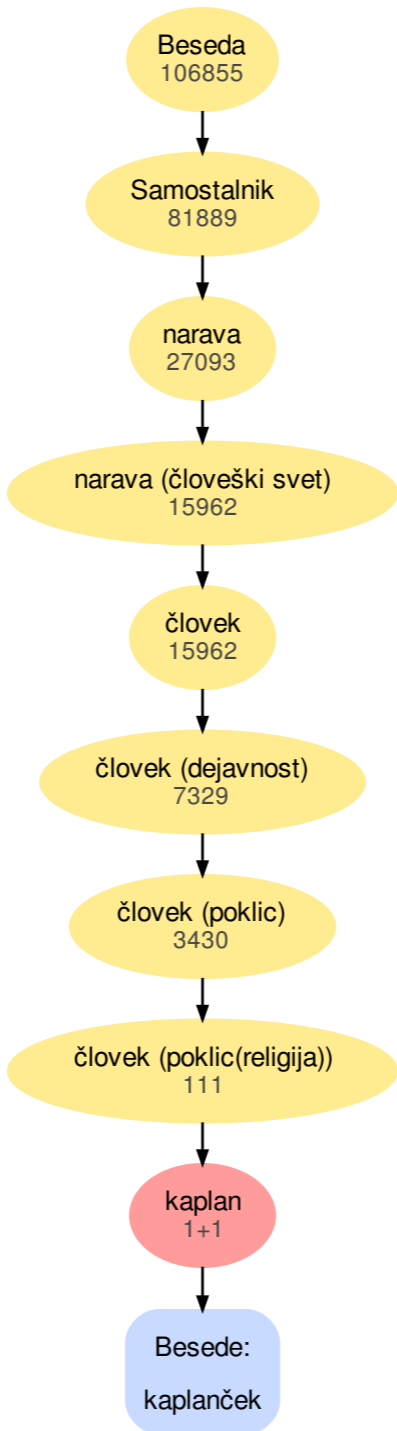 Beseda
106855
Samostalnik
81889
narava
27093
narava (človeški svet)
15962
človek
15962
človek (dejavnost)
7329
človek (poklic)
3430
človek (poklic(religija))
111
kaplan
1+1
Besede:
kaplanček